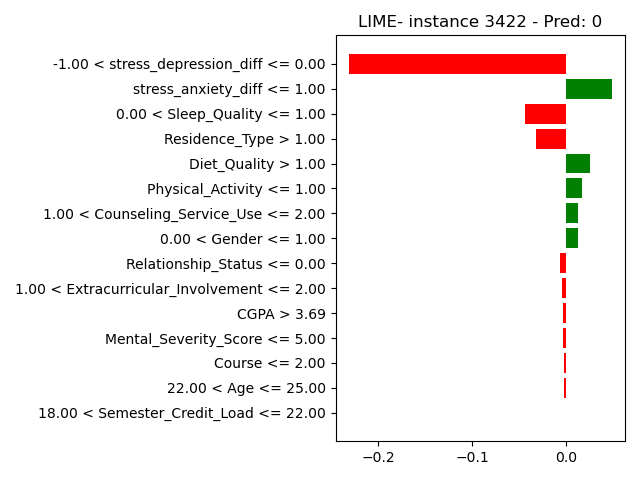 LIME- instance 3422 - Pred: 0
-1.00 < stress_depression_diff <= 0.00
stress_anxiety_diff <= 1.00
0.00 < Sleep_Quality <= 1.00
Residence_Type > 1.00
Diet_Quality > 1.00
Physical_Activity <= 1.00
1.00 < Counseling_Service_Use <= 2.00
0.00 < Gender <= 1.00
Relationship_Status <= 0.00
1.00 < Extracurricular_Involvement <= 2.00
CGPA > 3.69
Mental_Severity_Score <= 5.00
Course <= 2.00
22.00 < Age <= 25.00
18.00 < Semester_Credit_Load <= 22.00
−0.2 −0.1 0.0